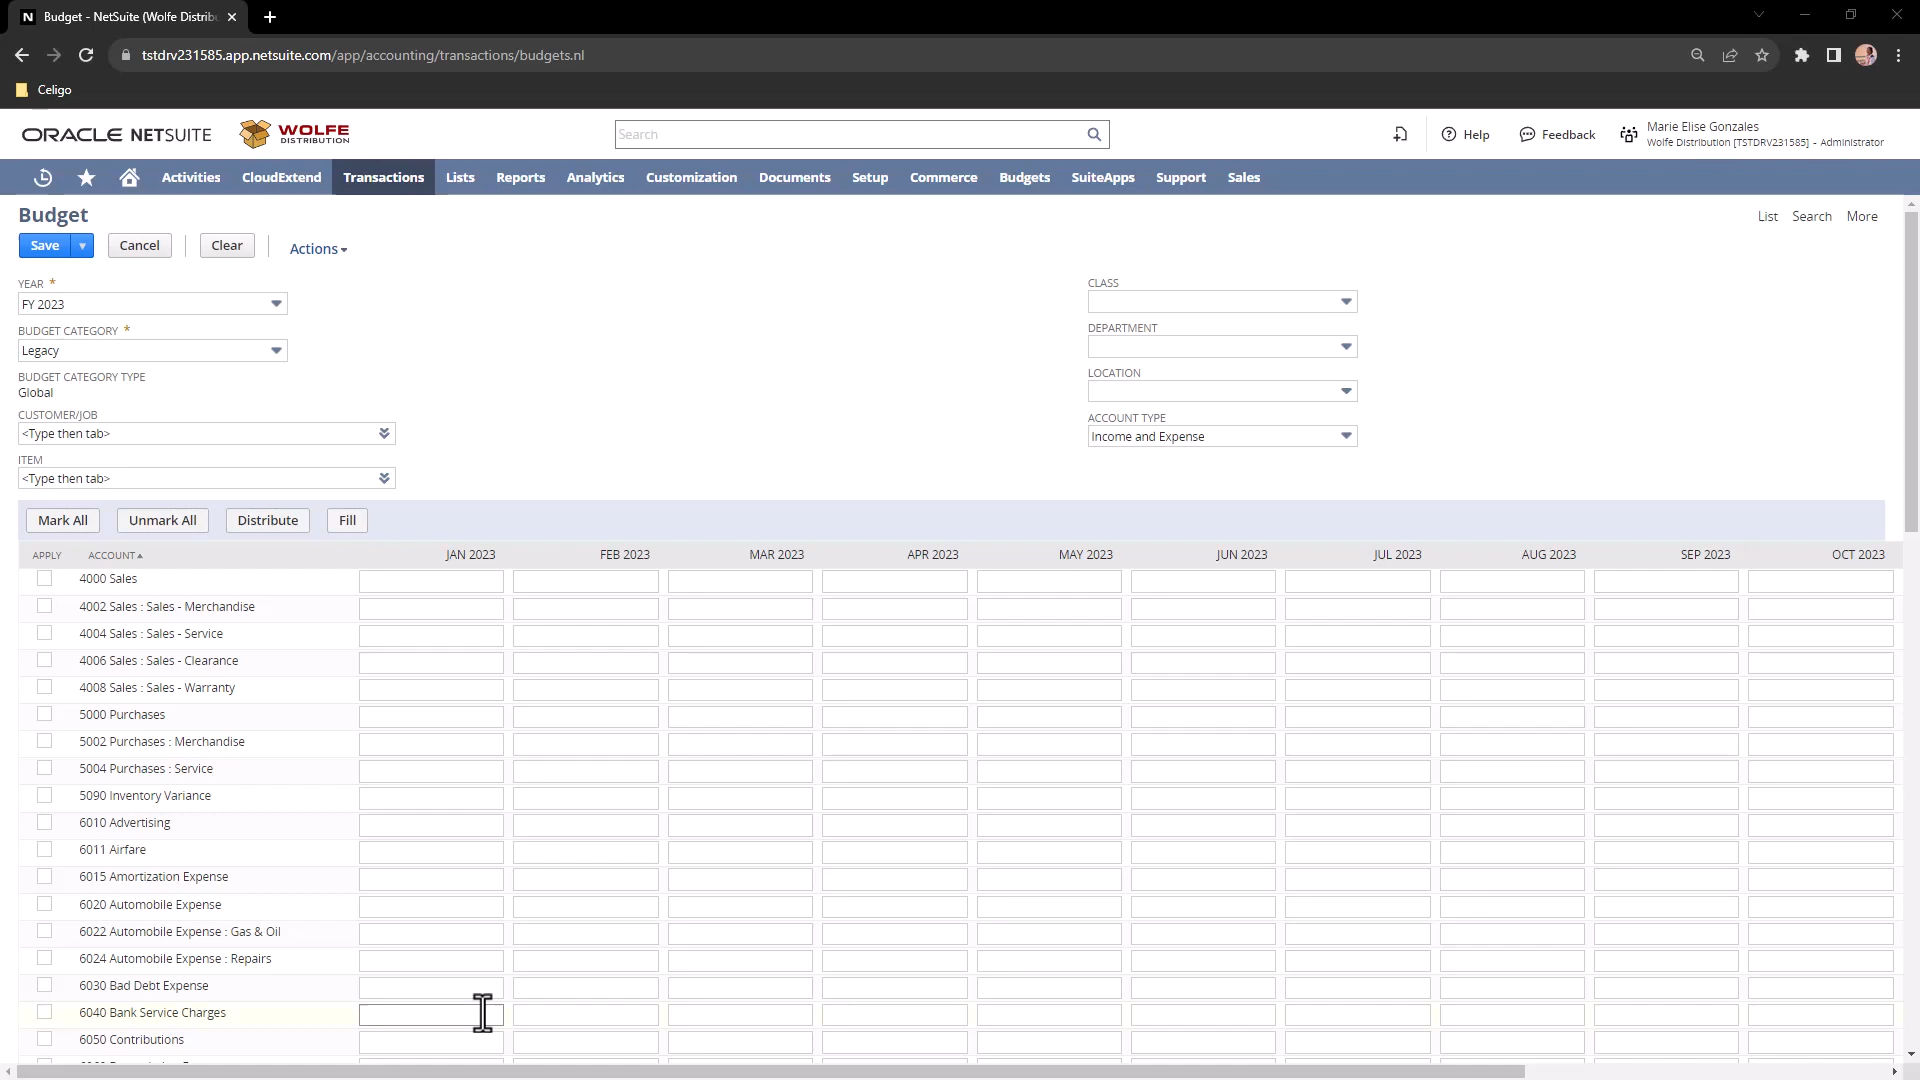 Budget - NetSuite (Wolfe Distribu
tstdrv231585.app.netsuite.com/app/accounting/transactions/budgets.nl
Celigo
ORACLE NETSUITE
WOLFE
DISTRIBUTION
Search
Help
Feedback
Marie Elise Gonzales
Wolfe Distribution [TSTDRV231585] - Administrator
Activities CloudExtend Transactions Lists Reports Analytics Customization Documents Setup Commerce Budgets SuiteApps Support Sales
Budget
List Search More
Save Cancel Clear Actions
YEAR *
FY 2023
BUDGET CATEGORY *
Legacy
BUDGET CATEGORY TYPE
Global
CUSTOMER/JOB
<Type then tab>
ITEM
<Type then tab>
CLASS
DEPARTMENT
LOCATION
ACCOUNT TYPE
Income and Expense
Mark All Unmark All Distribute Fill
APPLY ACCOUNT JAN 2023 FEB 2023 MAR 2023 APR 2023 MAY 2023 JUN 2023 JUL 2023 AUG 2023 SEP 2023 OCT 2023
4000 Sales
4002 Sales : Sales - Merchandise
4004 Sales : Sales - Service
4006 Sales : Sales - Clearance
4008 Sales : Sales - Warranty
5000 Purchases
5002 Purchases : Merchandise
5004 Purchases : Service
5090 Inventory Variance
6010 Advertising
6011 Airfare
6015 Amortization Expense
6020 Automobile Expense
6022 Automobile Expense : Gas & Oil
6024 Automobile Expense : Repairs
6030 Bad Debt Expense
6040 Bank Service Charges
6050 Contributions